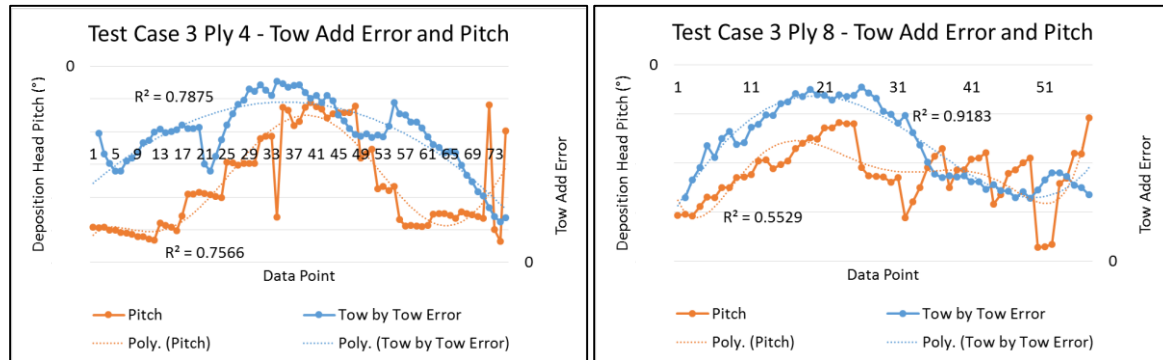 Test Case 3 Ply 4 - Tow Add Error and Pitch
0
R² = 0.7875
1 5 9 13 17 21 25 29 33 37 41 45 49 53 57 61 65 69 73
R² = 0.7566
0
Deposition Head Pitch (°)
Tow Add Error
Data Point
Pitch
Tow by Tow Error
Poly. (Pitch)
Poly. (Tow by Tow Error)
Test Case 3 Ply 8 - Tow Add Error and Pitch
0
1 11 21 31 41 51
R² = 0.9183
R² = 0.5529
0
Deposition Head Pitch (°)
Tow Add Error
Data Point
Pitch
Tow by Tow Error
Poly. (Pitch)
Poly. (Tow by Tow Error)